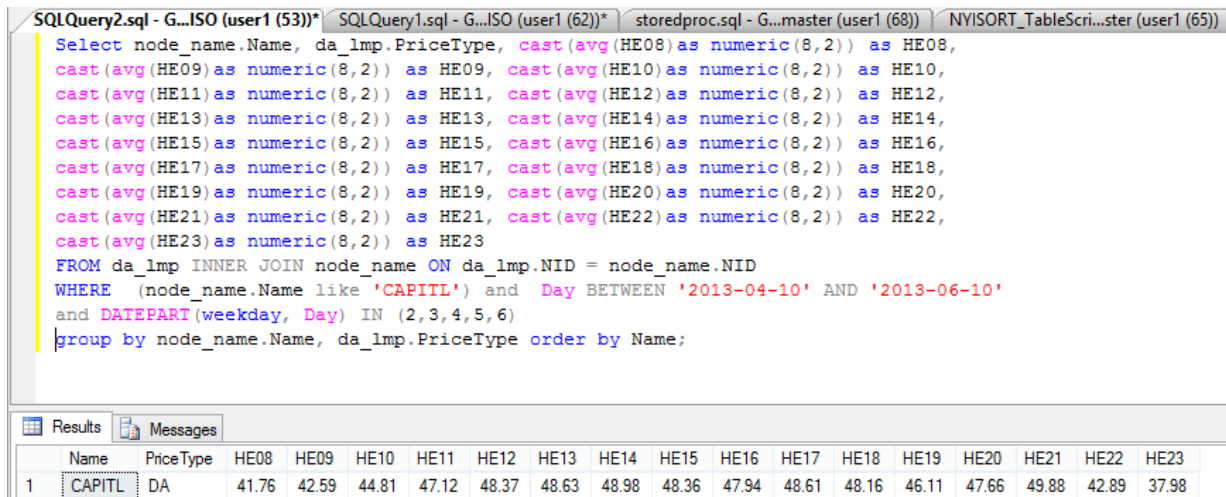 SQLQuery2.sql - G...ISO (user1 (53))* SQLQuery1.sql - G...ISO (user1 (62))* storedproc.sql - G...master (user1 (68)) NYISORT_TableScri...ster (user1 (65))
Select node_name.Name, da_lmp.PriceType, cast(avg(HE08)as numeric(8,2)) as HE08,
cast(avg(HE09)as numeric(8,2)) as HE09, cast(avg(HE10)as numeric(8,2)) as HE10,
cast(avg(HE11)as numeric(8,2)) as HE11, cast(avg(HE12)as numeric(8,2)) as HE12,
cast(avg(HE13)as numeric(8,2)) as HE13, cast(avg(HE14)as numeric(8,2)) as HE14,
cast(avg(HE15)as numeric(8,2)) as HE15, cast(avg(HE16)as numeric(8,2)) as HE16,
cast(avg(HE17)as numeric(8,2)) as HE17, cast(avg(HE18)as numeric(8,2)) as HE18,
cast(avg(HE19)as numeric(8,2)) as HE19, cast(avg(HE20)as numeric(8,2)) as HE20,
cast(avg(HE21)as numeric(8,2)) as HE21, cast(avg(HE22)as numeric(8,2)) as HE22,
cast(avg(HE23)as numeric(8,2)) as HE23
FROM da_lmp INNER JOIN node_name ON da_lmp.NID = node_name.NID
WHERE (node_name.Name like 'CAPITL') and Day BETWEEN '2013-04-10' AND '2013-06-10'
and DATEPART(weekday, Day) IN (2,3,4,5,6)
group by node_name.Name, da_lmp.PriceType order by Name;
Results Messages
Name PriceType HE08 HE09 HE10 HE11 HE12 HE13 HE14 HE15 HE16 HE17 HE18 HE19 HE20 HE21 HE22 HE23
1 CAPITL DA 41.76 42.59 44.81 47.12 48.37 48.63 48.98 48.36 47.94 48.61 48.16 46.11 47.66 49.88 42.89 37.98